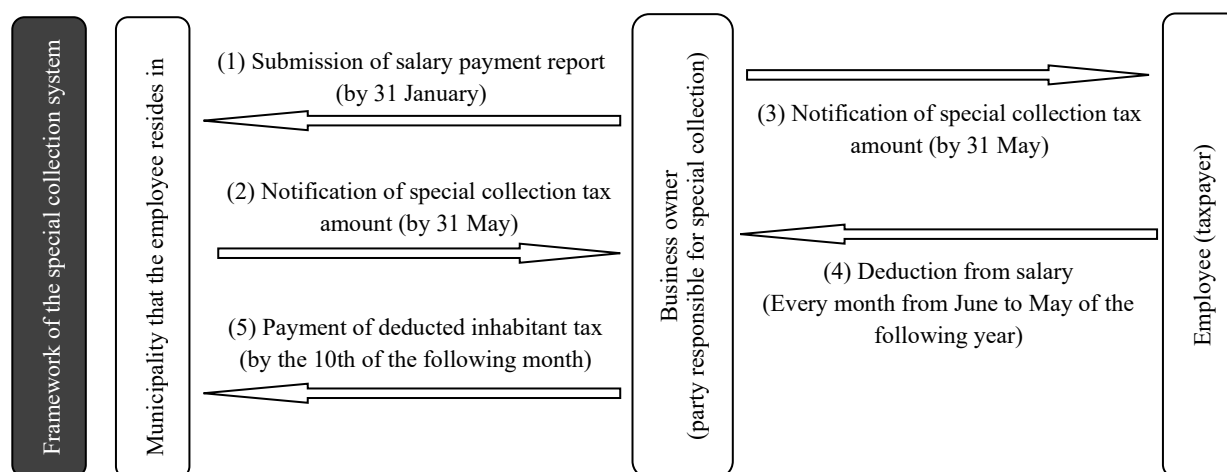 Framework of the special collection system
Municipality that the employee resides in
(1) Submission of salary payment report
(by 31 January)
(2) Notification of special collection tax
amount (by 31 May)
(5) Payment of deducted inhabitant tax
(by the 10th of the following month)
Business owner
(party responsible for special collection)
(3) Notification of special collection tax
amount (by 31 May)
(4) Deduction from salary
(Every month from June to May of the
following year)
Employee (taxpayer)